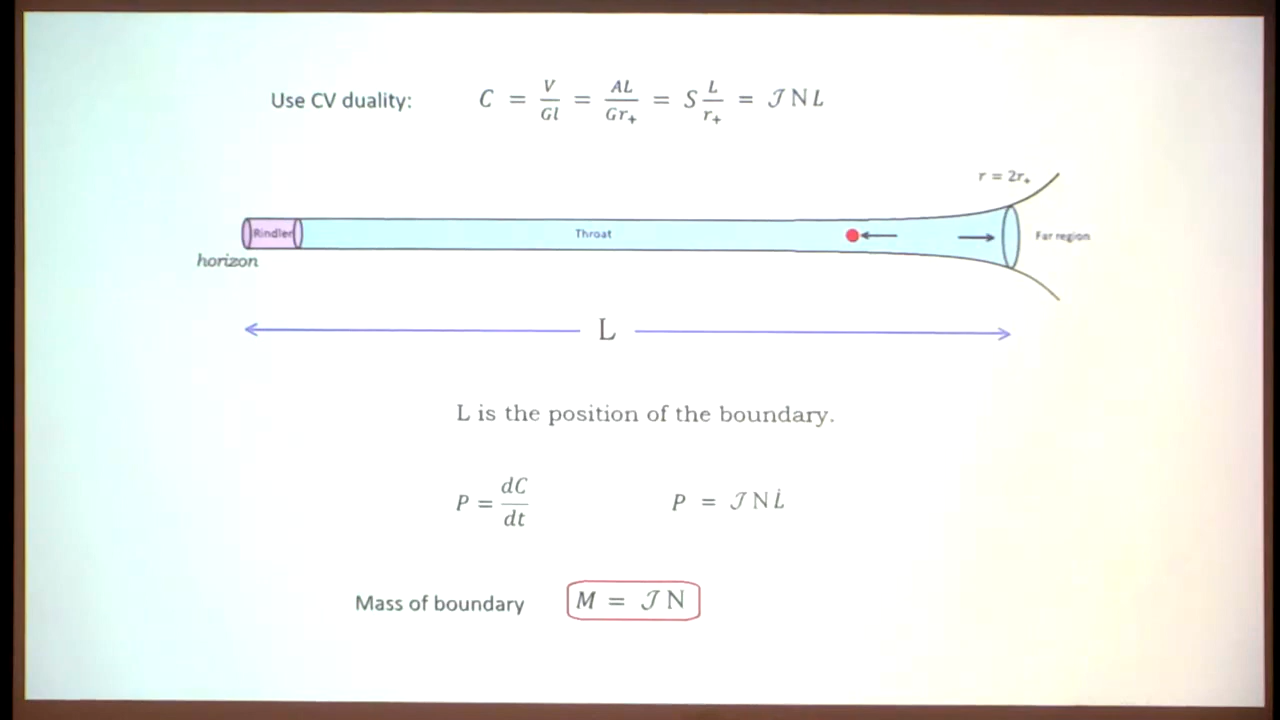 Use CV duality: C = V/Gl = AL/Gr₊ = S L/r₊ = 𝒥 N L
r = 2r₊
Rindler Throat Far region
horizon
L
L is the position of the boundary.
P = dC/dt P = 𝒥 N L̇
Mass of boundary M = 𝒥 N